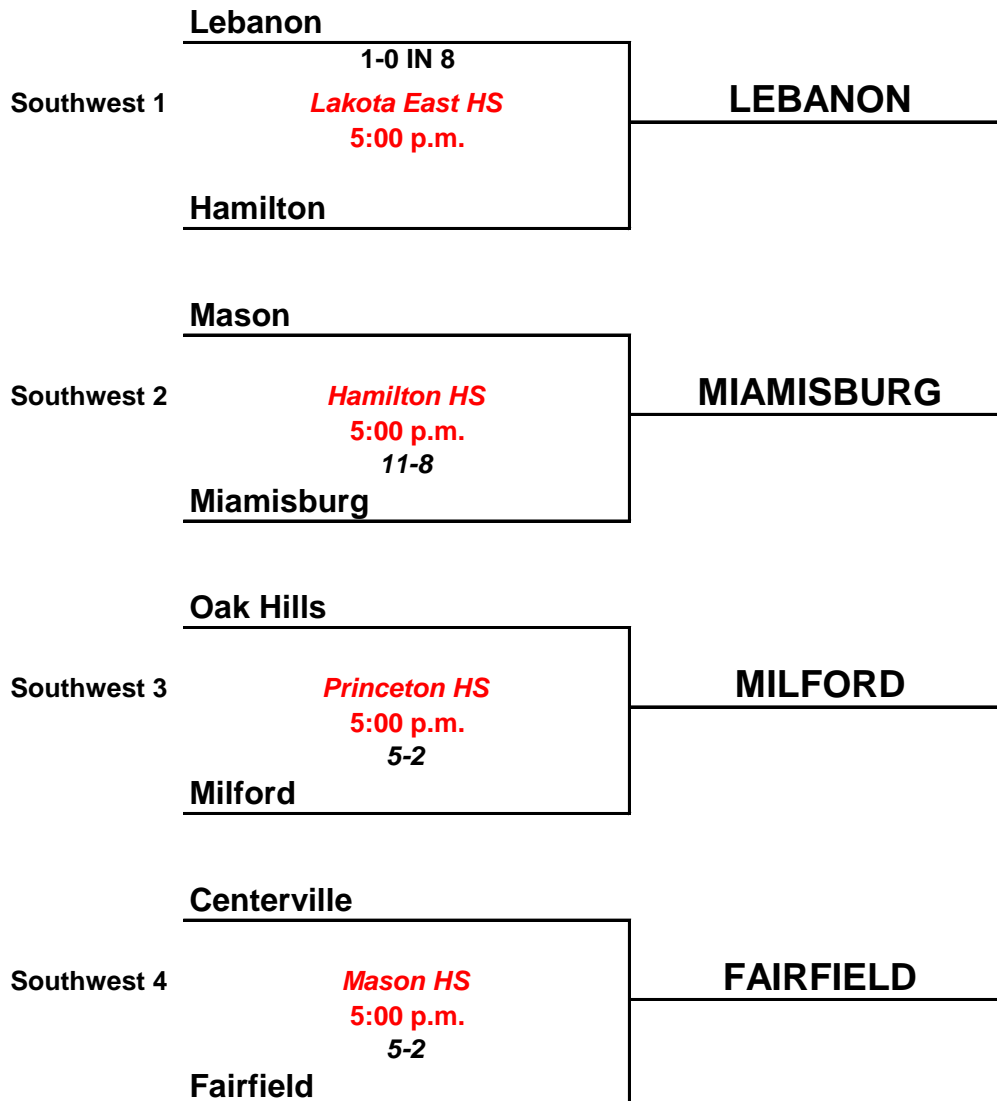 Lebanon
1-0 IN 8
Southwest 1 Lakota East HS LEBANON
5:00 p.m.
Hamilton
Mason
Southwest 2 Hamilton HS MIAMISBURG
5:00 p.m.
11-8
Miamisburg
Oak Hills
Southwest 3 Princeton HS MILFORD
5:00 p.m.
5-2
Milford
Centerville
Southwest 4 Mason HS FAIRFIELD
5:00 p.m.
5-2
Fairfield